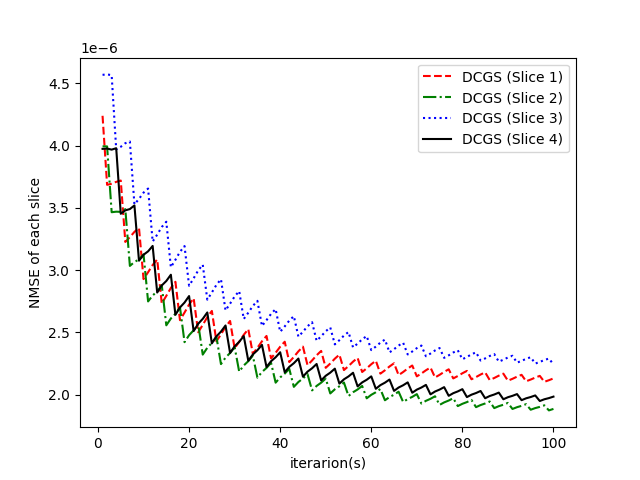 1e−6
4.5
4.0
3.5
3.0
2.5
2.0
NMSE of each slice
DCGS (Slice 1)
DCGS (Slice 2)
DCGS (Slice 3)
DCGS (Slice 4)
0 20 40 60 80 100
iterarion(s)